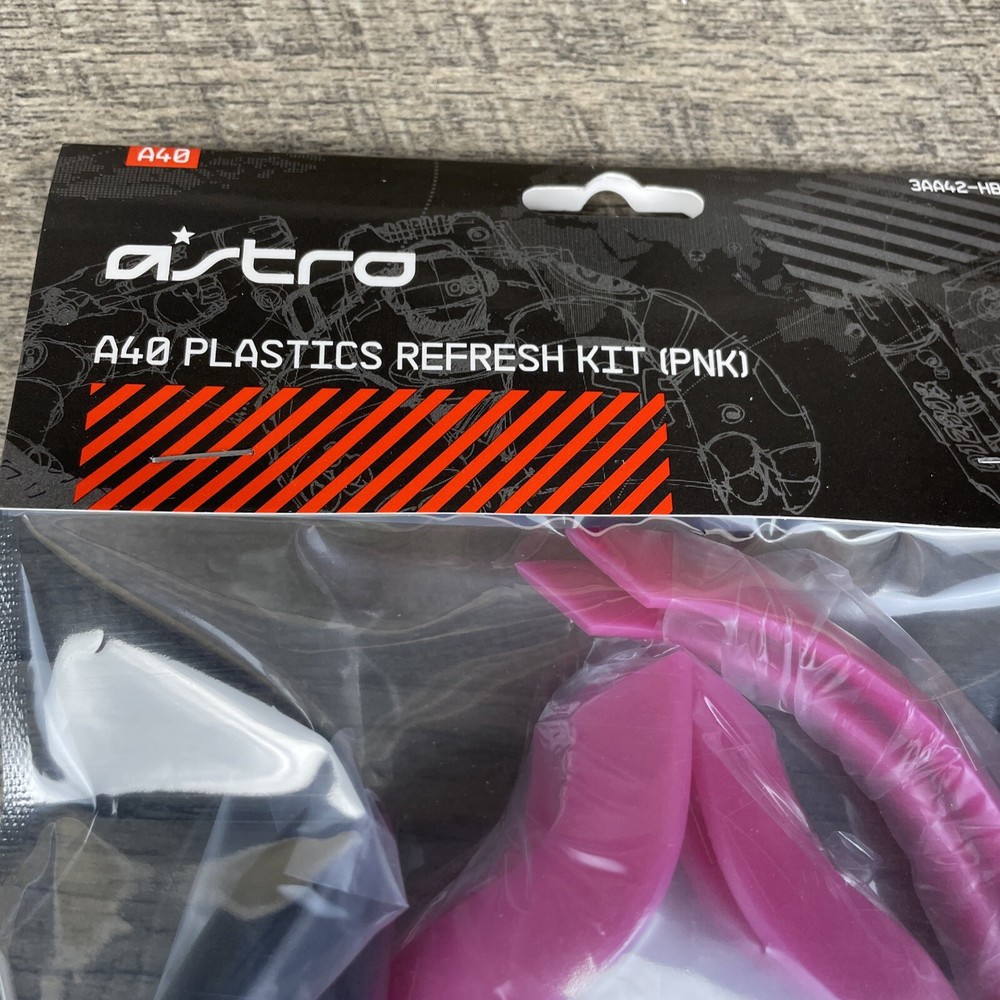 A40
3AA42-HB
astro
A40 PLASTICS REFRESH KIT (PNK)